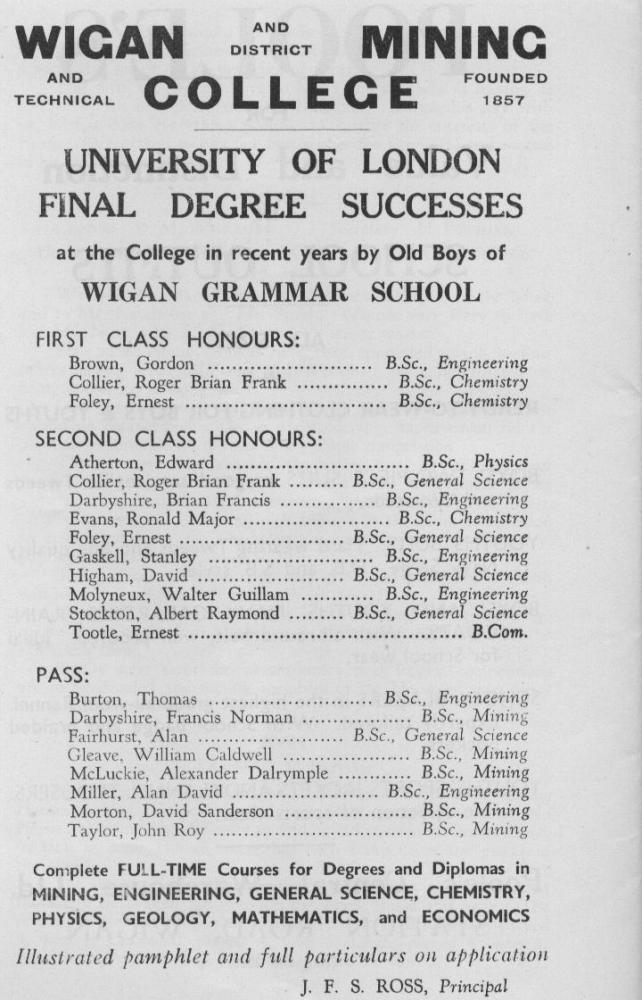 WIGAN AND DISTRICT MINING
AND TECHNICAL COLLEGE FOUNDED 1857
UNIVERSITY OF LONDON
FINAL DEGREE SUCCESSES
at the College in recent years by Old Boys of
WIGAN GRAMMAR SCHOOL
FIRST CLASS HONOURS:
Brown, Gordon ........................... B.Sc., Engineering
Collier, Roger Brian Frank ............... B.Sc., Chemistry
Foley, Ernest ................................... B.Sc., Chemistry
SECOND CLASS HONOURS:
Atherton, Edward .............................. B.Sc., Physics
Collier, Roger Brian Frank ......... B.Sc., General Science
Darbyshire, Brian Francis ............... B.Sc., Engineering
Evans, Ronald Major ........................ B.Sc., Chemistry
Foley, Ernest ........................... B.Sc., General Science
Gaskell, Stanley ........................... B.Sc., Engineering
Higham, David ........................ B.Sc., General Science
Molyneux, Walter Guillam ............ B.Sc., Engineering
Stockton, Albert Raymond ......... B.Sc., General Science
Tootle, Ernest ............................................. B.Com.
PASS:
Burton, Thomas ........................... B.Sc., Engineering
Darbyshire, Francis Norman .................. B.Sc., Mining
Fairhurst, Alan ........................ B.Sc., General Science
Gleave, William Caldwell ..................... B.Sc., Mining
McLuckie, Alexander Dalrymple ............ B.Sc., Mining
Miller, Alan David ........................ B.Sc., Engineering
Morton, David Sanderson ..................... B.Sc., Mining
Taylor, John Roy ................................. B.Sc., Mining
Complete FULL-TIME Courses for Degrees and Diplomas in
MINING, ENGINEERING, GENERAL SCIENCE, CHEMISTRY,
PHYSICS, GEOLOGY, MATHEMATICS, and ECONOMICS
Illustrated pamphlet and full particulars on application
J. F. S. ROSS, Principal